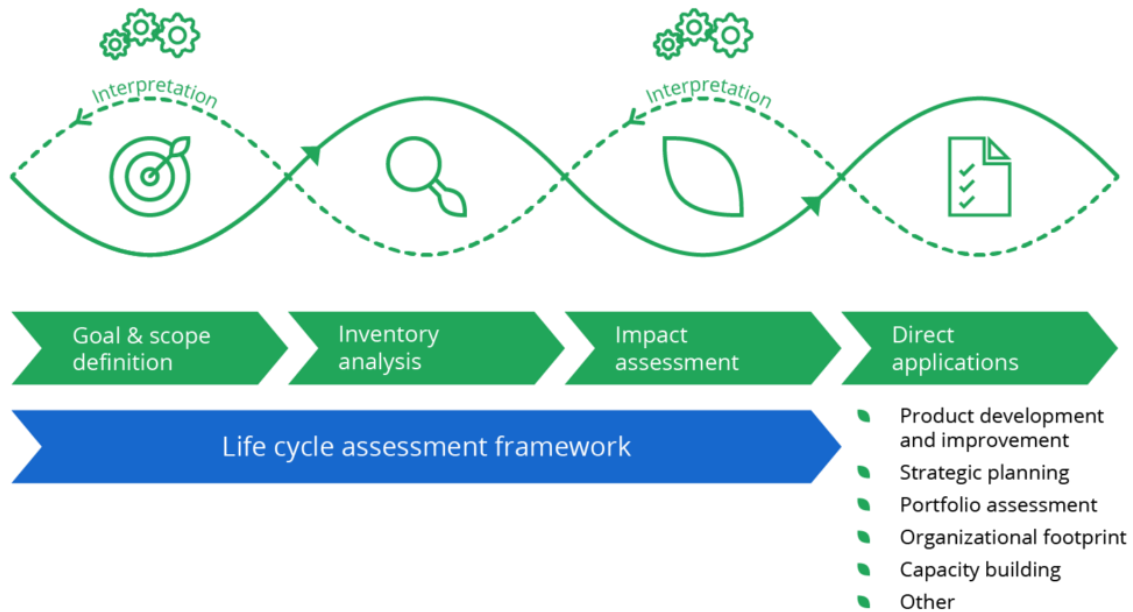 Interpretation
Interpretation
Goal & scope
definition
Inventory
analysis
Impact
assessment
Direct
applications
Life cycle assessment framework
Product development
and improvement
Strategic planning
Portfolio assessment
Organizational footprint
Capacity building
Other